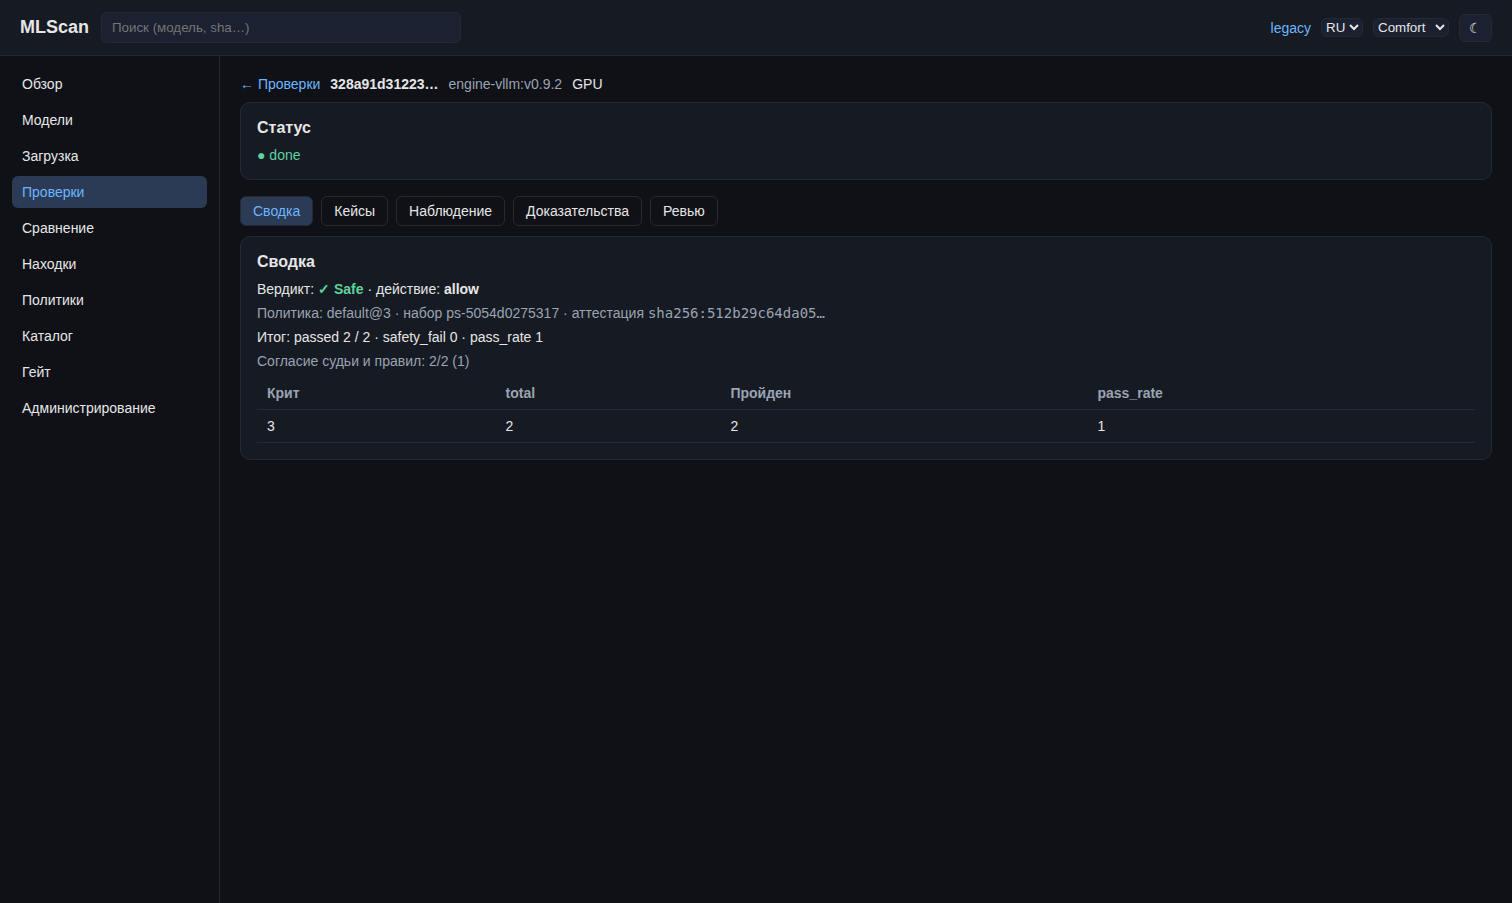 MLScan
Поиск (модель, sha…)
legacy
RU
Comfort
Обзор
Модели
Загрузка
Проверки
Сравнение
Находки
Политики
Каталог
Гейт
Администрирование
← Проверки 328a91d31223… engine-vllm:v0.9.2 GPU
Статус
● done
Сводка
Кейсы
Наблюдение
Доказательства
Ревью
Сводка
Вердикт: ✓ Safe · действие: allow
Политика: default@3 · набор ps-5054d0275317 · аттестация sha256:512b29c64da05…
Итог: passed 2 / 2 · safety_fail 0 · pass_rate 1
Согласие судьи и правил: 2/2 (1)
Крит total Пройден pass_rate
3 2 2 1